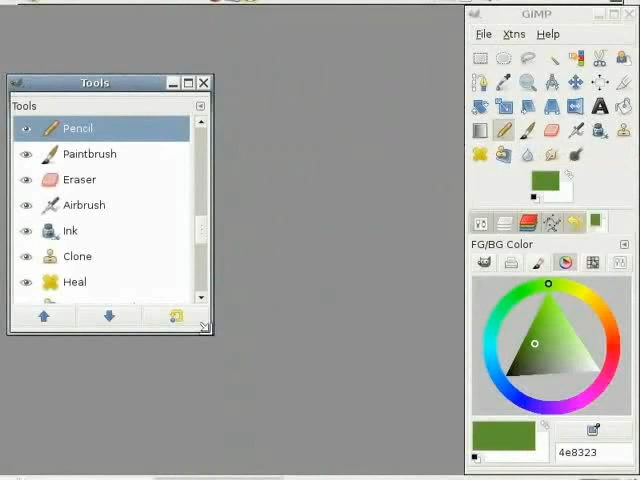 GIMP
File Xtns Help
Tools
Tools
Pencil
Paintbrush
Eraser
Airbrush
Ink
Clone
Heal
FG/BG Color
4e8323